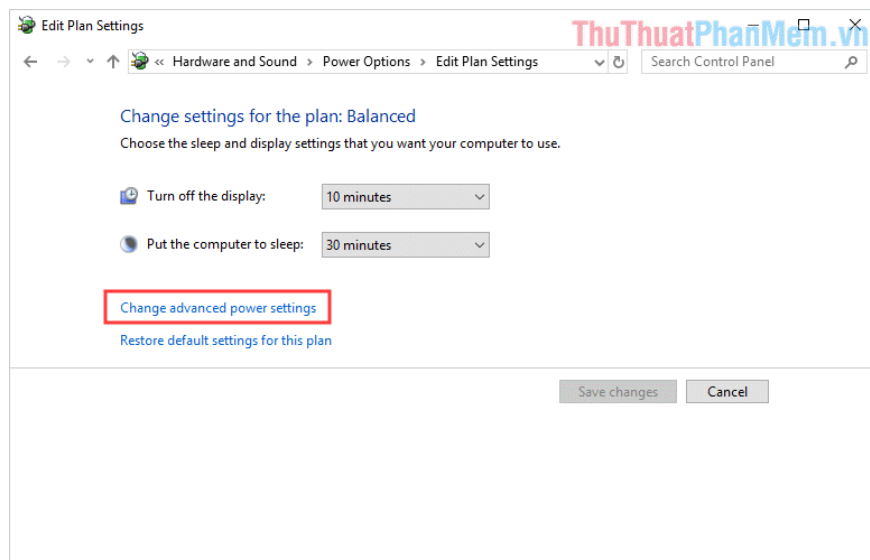 Edit Plan Settings
ThuThuatPhanMem.vn
« Hardware and Sound › Power Options › Edit Plan Settings
Search Control Panel
Change settings for the plan: Balanced
Choose the sleep and display settings that you want your computer to use.
Turn off the display: 10 minutes
Put the computer to sleep: 30 minutes
Change advanced power settings
Restore default settings for this plan
Save changes Cancel